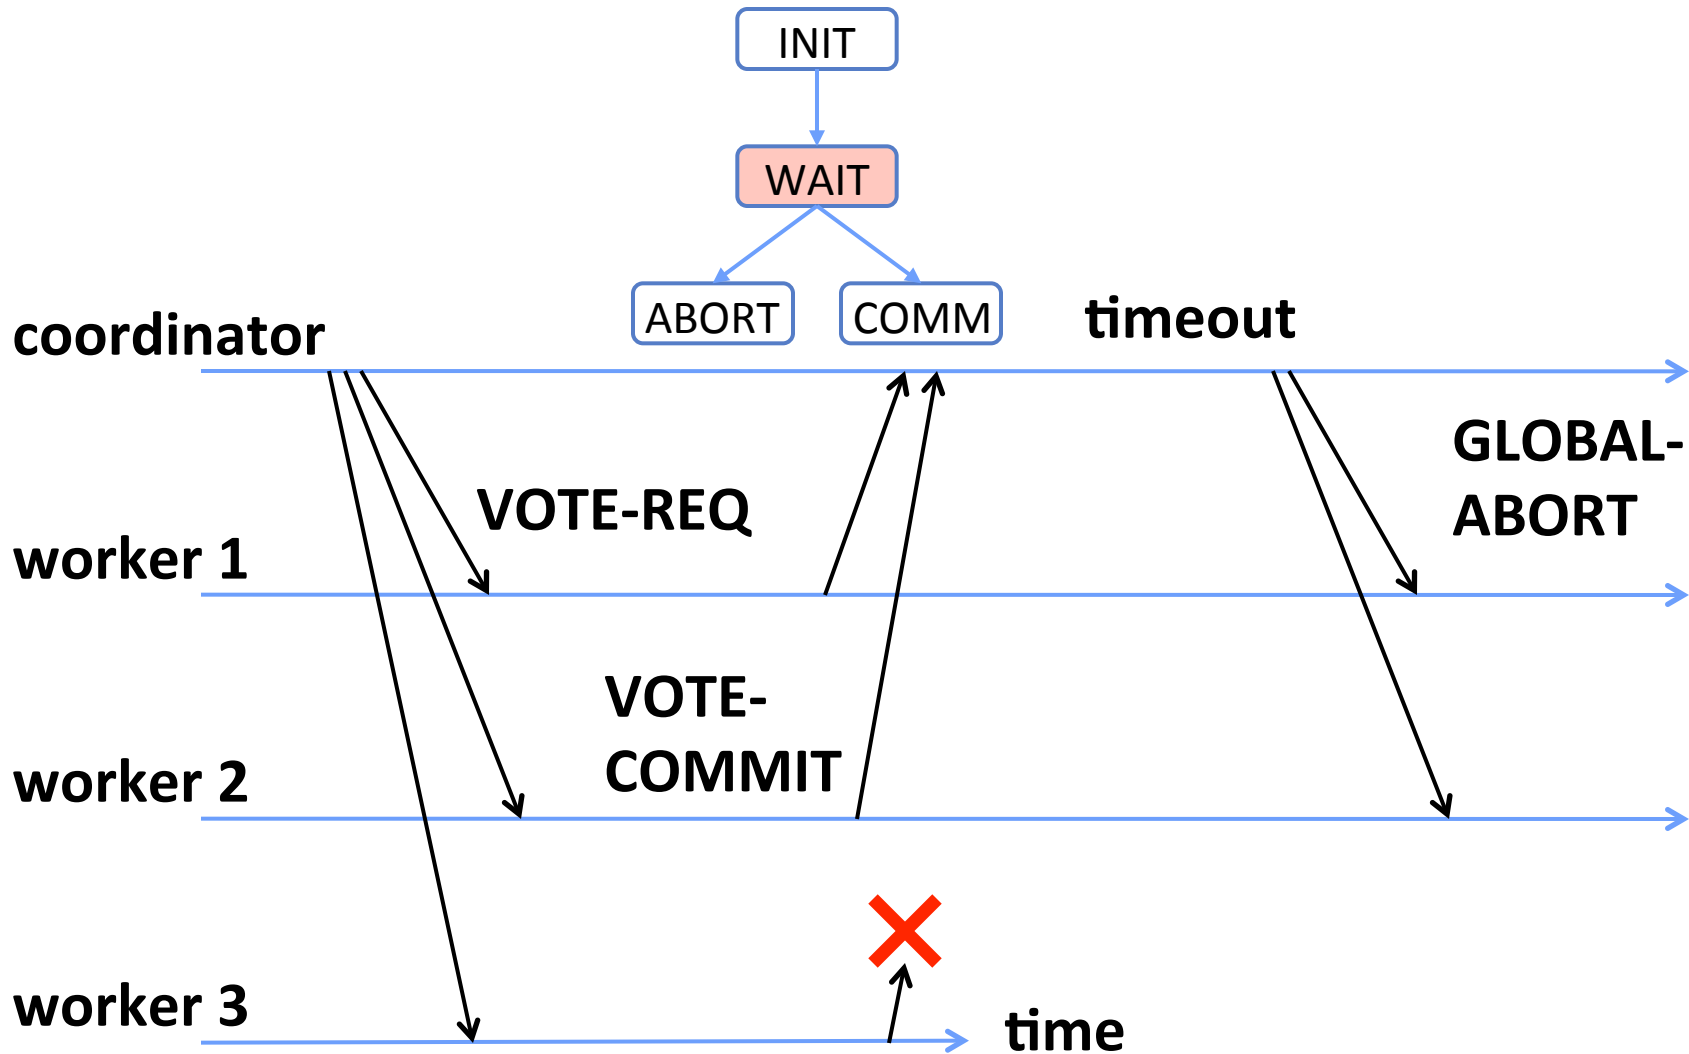 INIT
WAIT
ABORT
COMM
timeout
coordinator
GLOBAL-
ABORT
VOTE-REQ
worker 1
VOTE-
COMMIT
worker 2
worker 3
time